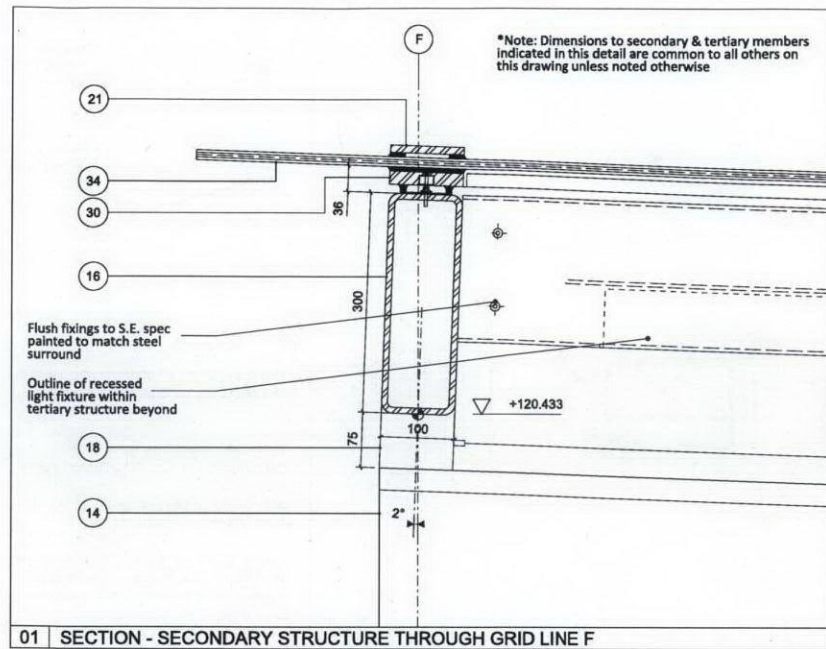 F
*Note: Dimensions to secondary & tertiary members
indicated in this detail are common to all others on
this drawing unless noted otherwise
21
34
30
36
16
300
Flush fixings to S.E. spec
painted to match steel
surround
Outline of recessed
light fixture within
tertiary structure beyond
+120.433
100
75
18
14
2°
01 SECTION - SECONDARY STRUCTURE THROUGH GRID LINE F